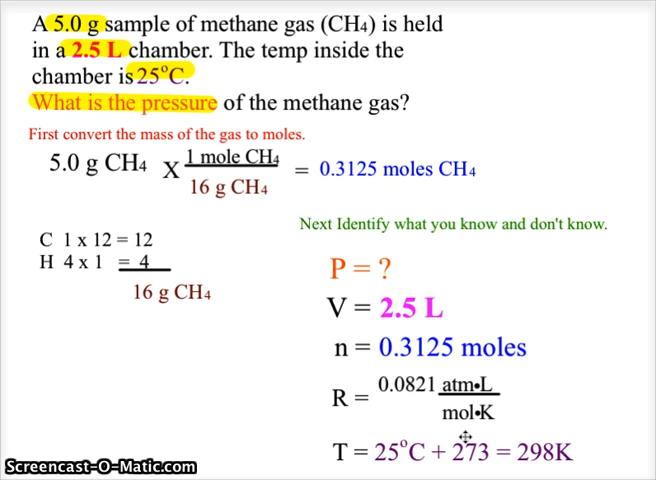 A 5.0 g sample of methane gas (CH₄) is held
in a 2.5 L chamber. The temp inside the
chamber is 25°C.
What is the pressure of the methane gas?
First convert the mass of the gas to moles.
5.0 g CH₄ X 1 mole CH₄ = 0.3125 moles CH₄
16 g CH₄
Next Identify what you know and don't know.
C 1 x 12 = 12
H 4 x 1 = 4
16 g CH₄
P = ?
V = 2.5 L
n = 0.3125 moles
R = 0.0821 atm•L
mol•K
T = 25°C + 273 = 298K
Screencast-O-Matic.com